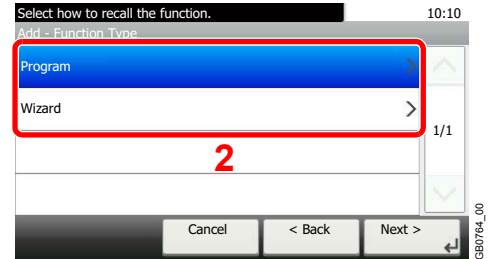 Select how to recall the function.
10:10
Add - Function Type
Program
Wizard
1/1
2
Cancel
< Back
Next >
GB0764_00